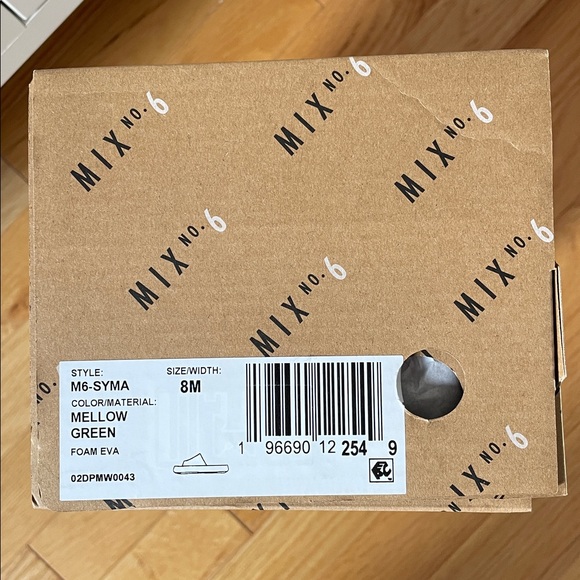 MIX NO. 6
MIX NO. 6
MIX NO. 6
MIX NO. 6
MIX NO. 6
MIX NO. 6
NO. 6
STYLE:
M6-SYMA
SIZE/WIDTH:
8M
COLOR/MATERIAL:
MELLOW
GREEN
FOAM EVA
02DPMW0043
1 96690 12 254 9
NO. 6